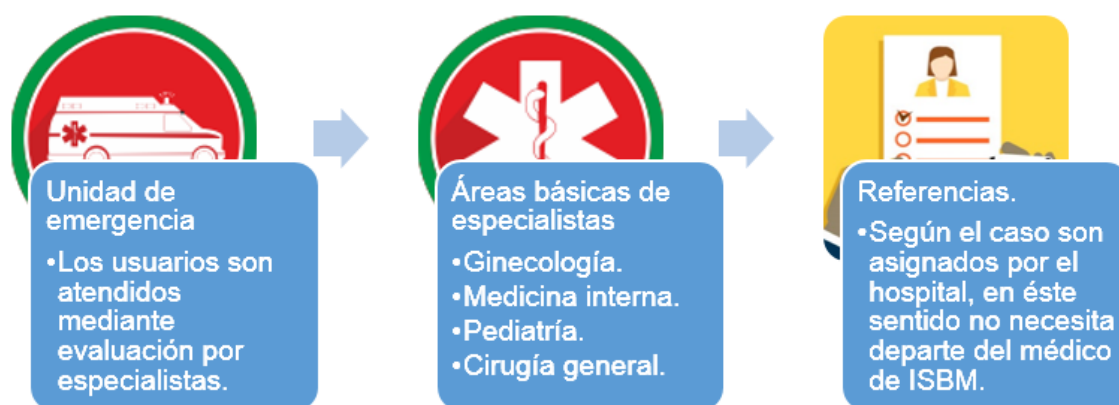 Unidad de
emergencia
•Los usuarios son
atendidos
mediante
evaluación por
especialistas.
Áreas básicas de
especialistas
•Ginecología.
•Medicina interna.
•Pediatría.
•Cirugía general.
Referencias.
•Según el caso son
asignados por el
hospital, en éste
sentido no necesita
departe del médico
de ISBM.